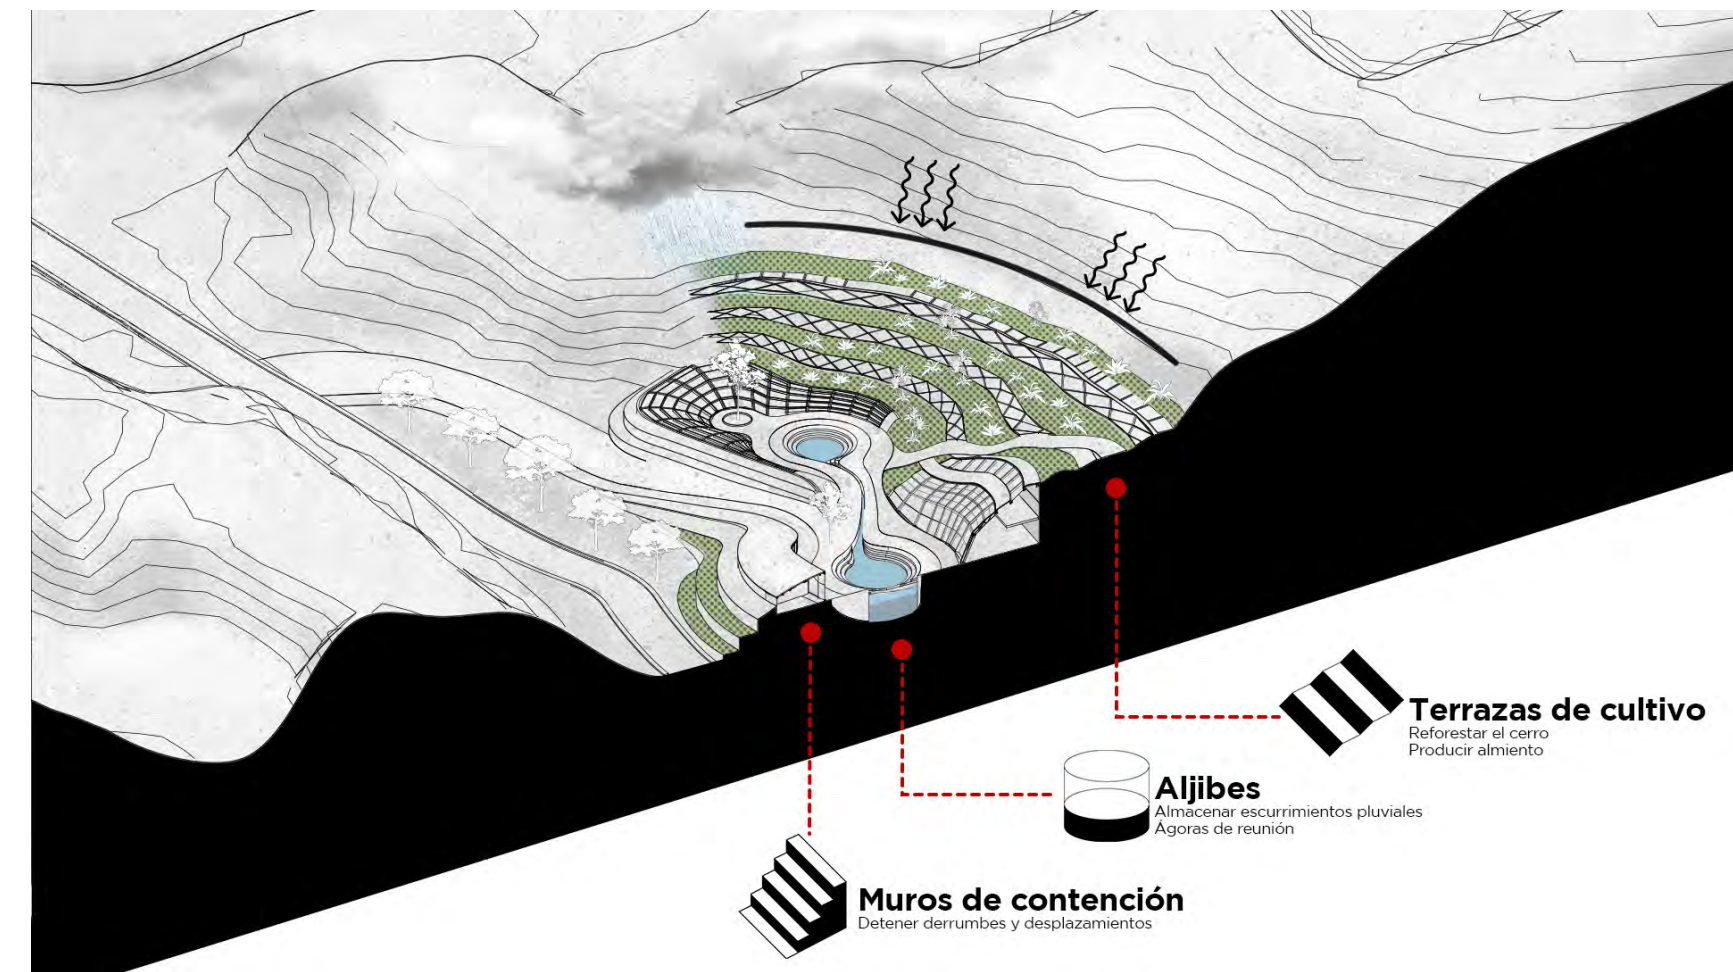 Terrazas de cultivo
Reforestar el cerro
Producir almiento
Aljibes
Almacenar escurrimientos pluviales
Ágoras de reunión
Muros de contención
Detener derrumbes y desplazamientos